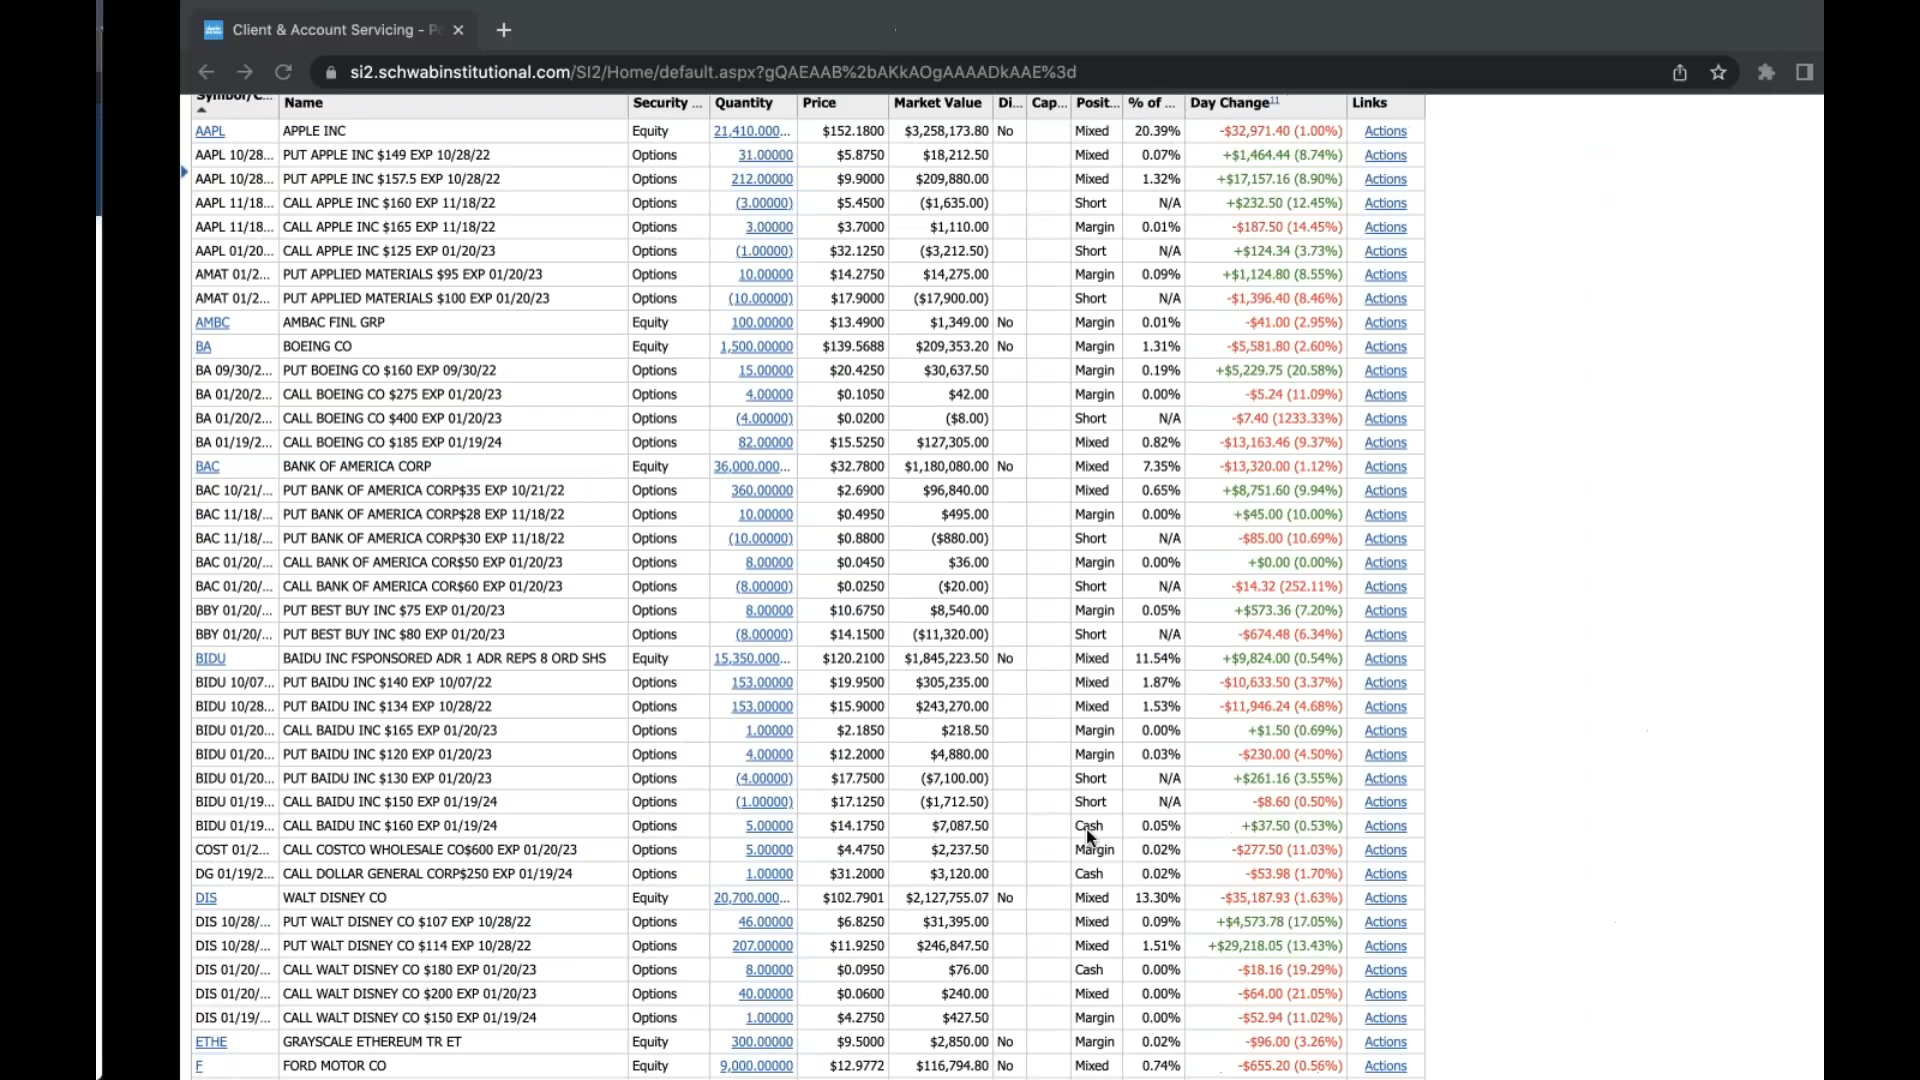 Client & Account Servicing - P
si2.schwabinstitutional.com/SI2/Home/default.aspx?gQAEAAB%2bAKkAOgAAAADkAAE%3d
Symbol/C... Name Security ... Quantity Price Market Value Di... Cap... Posit... % of ... Day Change11 Links
AAPL APPLE INC Equity 21,410.000... $152.1800 $3,258,173.80 No Mixed 20.39% -$32,971.40 (1.00%) Actions
AAPL 10/28... PUT APPLE INC $149 EXP 10/28/22 Options 31.00000 $5.8750 $18,212.50 Mixed 0.07% +$1,464.44 (8.74%) Actions
AAPL 10/28... PUT APPLE INC $157.5 EXP 10/28/22 Options 212.00000 $9.9000 $209,880.00 Mixed 1.32% +$17,157.16 (8.90%) Actions
AAPL 11/18... CALL APPLE INC $160 EXP 11/18/22 Options (3.00000) $5.4500 ($1,635.00) Short N/A +$232.50 (12.45%) Actions
AAPL 11/18... CALL APPLE INC $165 EXP 11/18/22 Options 3.00000 $3.7000 $1,110.00 Margin 0.01% -$187.50 (14.45%) Actions
AAPL 01/20... CALL APPLE INC $125 EXP 01/20/23 Options (1.00000) $32.1250 ($3,212.50) Short N/A +$124.34 (3.73%) Actions
AMAT 01/2... PUT APPLIED MATERIALS $95 EXP 01/20/23 Options 10.00000 $14.2750 $14,275.00 Margin 0.09% +$1,124.80 (8.55%) Actions
AMAT 01/2... PUT APPLIED MATERIALS $100 EXP 01/20/23 Options (10.00000) $17.9000 ($17,900.00) Short N/A -$1,396.40 (8.46%) Actions
AMBC AMBAC FINL GRP Equity 100.00000 $13.4900 $1,349.00 No Margin 0.01% -$41.00 (2.95%) Actions
BA BOEING CO Equity 1,500.00000 $139.5688 $209,353.20 No Margin 1.31% -$5,581.80 (2.60%) Actions
BA 09/30/2... PUT BOEING CO $160 EXP 09/30/22 Options 15.00000 $20.4250 $30,637.50 Margin 0.19% +$5,229.75 (20.58%) Actions
BA 01/20/2... CALL BOEING CO $275 EXP 01/20/23 Options 4.00000 $0.1050 $42.00 Margin 0.00% -$5.24 (11.09%) Actions
BA 01/20/2... CALL BOEING CO $400 EXP 01/20/23 Options (4.00000) $0.0200 ($8.00) Short N/A -$7.40 (1233.33%) Actions
BA 01/19/2... CALL BOEING CO $185 EXP 01/19/24 Options 82.00000 $15.5250 $127,305.00 Mixed 0.82% -$13,163.46 (9.37%) Actions
BAC BANK OF AMERICA CORP Equity 36,000.000... $32.7800 $1,180,080.00 No Mixed 7.35% -$13,320.00 (1.12%) Actions
BAC 10/21/... PUT BANK OF AMERICA CORP$35 EXP 10/21/22 Options 360.00000 $2.6900 $96,840.00 Mixed 0.65% +$8,751.60 (9.94%) Actions
BAC 11/18/... PUT BANK OF AMERICA CORP$28 EXP 11/18/22 Options 10.00000 $0.4950 $495.00 Margin 0.00% +$45.00 (10.00%) Actions
BAC 11/18/... PUT BANK OF AMERICA CORP$30 EXP 11/18/22 Options (10.00000) $0.8800 ($880.00) Short N/A -$85.00 (10.69%) Actions
BAC 01/20/... CALL BANK OF AMERICA COR$50 EXP 01/20/23 Options 8.00000 $0.0450 $36.00 Margin 0.00% +$0.00 (0.00%) Actions
BAC 01/20/... CALL BANK OF AMERICA COR$60 EXP 01/20/23 Options (8.00000) $0.0250 ($20.00) Short N/A -$14.32 (252.11%) Actions
BBY 01/20/... PUT BEST BUY INC $75 EXP 01/20/23 Options 8.00000 $10.6750 $8,540.00 Margin 0.05% +$573.36 (7.20%) Actions
BBY 01/20/... PUT BEST BUY INC $80 EXP 01/20/23 Options (8.00000) $14.1500 ($11,320.00) Short N/A -$674.48 (6.34%) Actions
BIDU BAIDU INC FSPONSORED ADR 1 ADR REPS 8 ORD SHS Equity 15,350.000... $120.2100 $1,845,223.50 No Mixed 11.54% +$9,824.00 (0.54%) Actions
BIDU 10/07... PUT BAIDU INC $140 EXP 10/07/22 Options 153.00000 $19.9500 $305,235.00 Mixed 1.87% -$10,633.50 (3.37%) Actions
BIDU 10/28... PUT BAIDU INC $134 EXP 10/28/22 Options 153.00000 $15.9000 $243,270.00 Mixed 1.53% -$11,946.24 (4.68%) Actions
BIDU 01/20... CALL BAIDU INC $165 EXP 01/20/23 Options 1.00000 $2.1850 $218.50 Margin 0.00% +$1.50 (0.69%) Actions
BIDU 01/20... PUT BAIDU INC $120 EXP 01/20/23 Options 4.00000 $12.2000 $4,880.00 Margin 0.03% -$230.00 (4.50%) Actions
BIDU 01/20... PUT BAIDU INC $130 EXP 01/20/23 Options (4.00000) $17.7500 ($7,100.00) Short N/A +$261.16 (3.55%) Actions
BIDU 01/19... CALL BAIDU INC $150 EXP 01/19/24 Options (1.00000) $17.1250 ($1,712.50) Short N/A -$8.60 (0.50%) Actions
BIDU 01/19... CALL BAIDU INC $160 EXP 01/19/24 Options 5.00000 $14.1750 $7,087.50 Cash 0.05% +$37.50 (0.53%) Actions
COST 01/2... CALL COSTCO WHOLESALE CO$600 EXP 01/20/23 Options 5.00000 $4.4750 $2,237.50 Margin 0.02% -$277.50 (11.03%) Actions
DG 01/19/2... CALL DOLLAR GENERAL CORP$250 EXP 01/19/24 Options 1.00000 $31.2000 $3,120.00 Cash 0.02% -$53.98 (1.70%) Actions
DIS WALT DISNEY CO Equity 20,700.000... $102.7901 $2,127,755.07 No Mixed 13.30% -$35,187.93 (1.63%) Actions
DIS 10/28/... PUT WALT DISNEY CO $107 EXP 10/28/22 Options 46.00000 $6.8250 $31,395.00 Mixed 0.09% +$4,573.78 (17.05%) Actions
DIS 10/28/... PUT WALT DISNEY CO $114 EXP 10/28/22 Options 207.00000 $11.9250 $246,847.50 Mixed 1.51% +$29,218.05 (13.43%) Actions
DIS 01/20/... CALL WALT DISNEY CO $180 EXP 01/20/23 Options 8.00000 $0.0950 $76.00 Cash 0.00% -$18.16 (19.29%) Actions
DIS 01/20/... CALL WALT DISNEY CO $200 EXP 01/20/23 Options 40.00000 $0.0600 $240.00 Mixed 0.00% -$64.00 (21.05%) Actions
DIS 01/19/... CALL WALT DISNEY CO $150 EXP 01/19/24 Options 1.00000 $4.2750 $427.50 Margin 0.00% -$52.94 (11.02%) Actions
ETHE GRAYSCALE ETHEREUM TR ET Equity 300.00000 $9.5000 $2,850.00 No Margin 0.02% -$96.00 (3.26%) Actions
F FORD MOTOR CO Equity 9,000.00000 $12.9772 $116,794.80 No Mixed 0.74% -$655.20 (0.56%) Actions